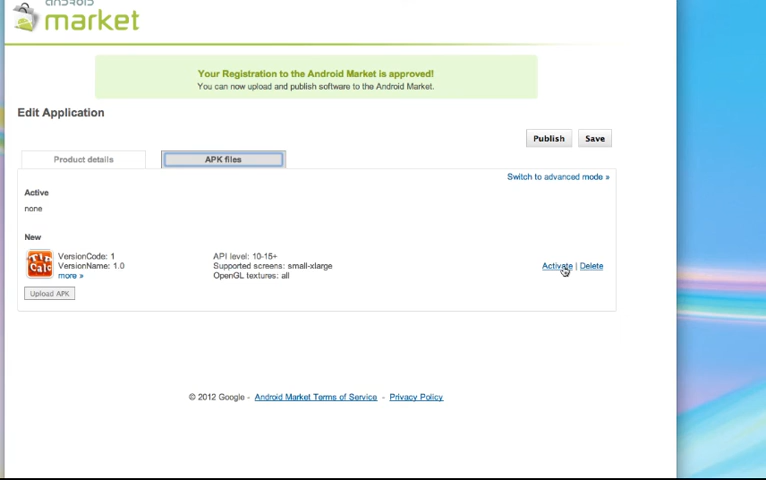 android
market
Your Registration to the Android Market is approved!
You can now upload and publish software to the Android Market.
Edit Application
Publish Save
Product details APK files
Switch to advanced mode »
Active
none
New
Tip
Calc
VersionCode: 1 API level: 10-15+
VersionName: 1.0 Supported screens: small-xlarge Activate | Delete
more » OpenGL textures: all
Upload APK
© 2012 Google - Android Market Terms of Service - Privacy Policy